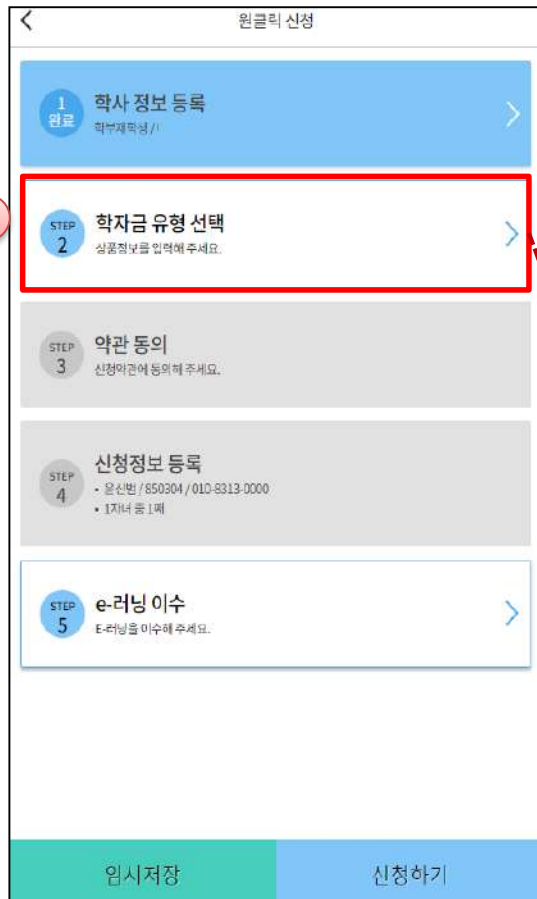 원클릭 신청
1
완료
학사 정보 등록
학부재학생 /
STEP
2
학자금 유형 선택
상품정보를 입력해 주세요.
STEP
3
약관 동의
신청약관에 동의해 주세요.
STEP
4
신청정보 등록
• 윤신범 / 850304 / 010-8313-0000
• 1자녀 중 1째
STEP
5
e-러닝 이수
E-러닝을 이수해 주세요.
임시저장
신청하기